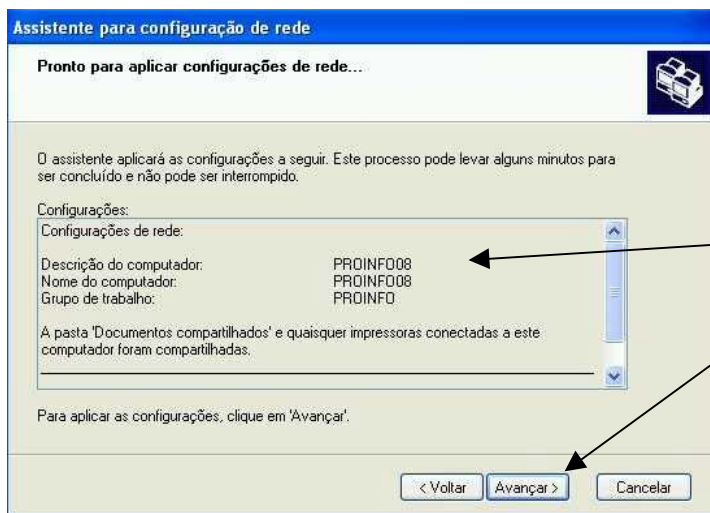 Assistente para configuração de rede
Pronto para aplicar configurações de rede...
O assistente aplicará as configurações a seguir. Este processo pode levar alguns minutos para
ser concluído e não pode ser interrompido.
Configurações:
Configurações de rede:
Descrição do computador: PROINFO08
Nome do computador: PROINFO08
Grupo de trabalho: PROINFO
A pasta 'Documentos compartilhados' e quaisquer impressoras conectadas a este
computador foram compartilhadas.
Para aplicar as configurações, clique em 'Avançar'.
< Voltar Avançar > Cancelar